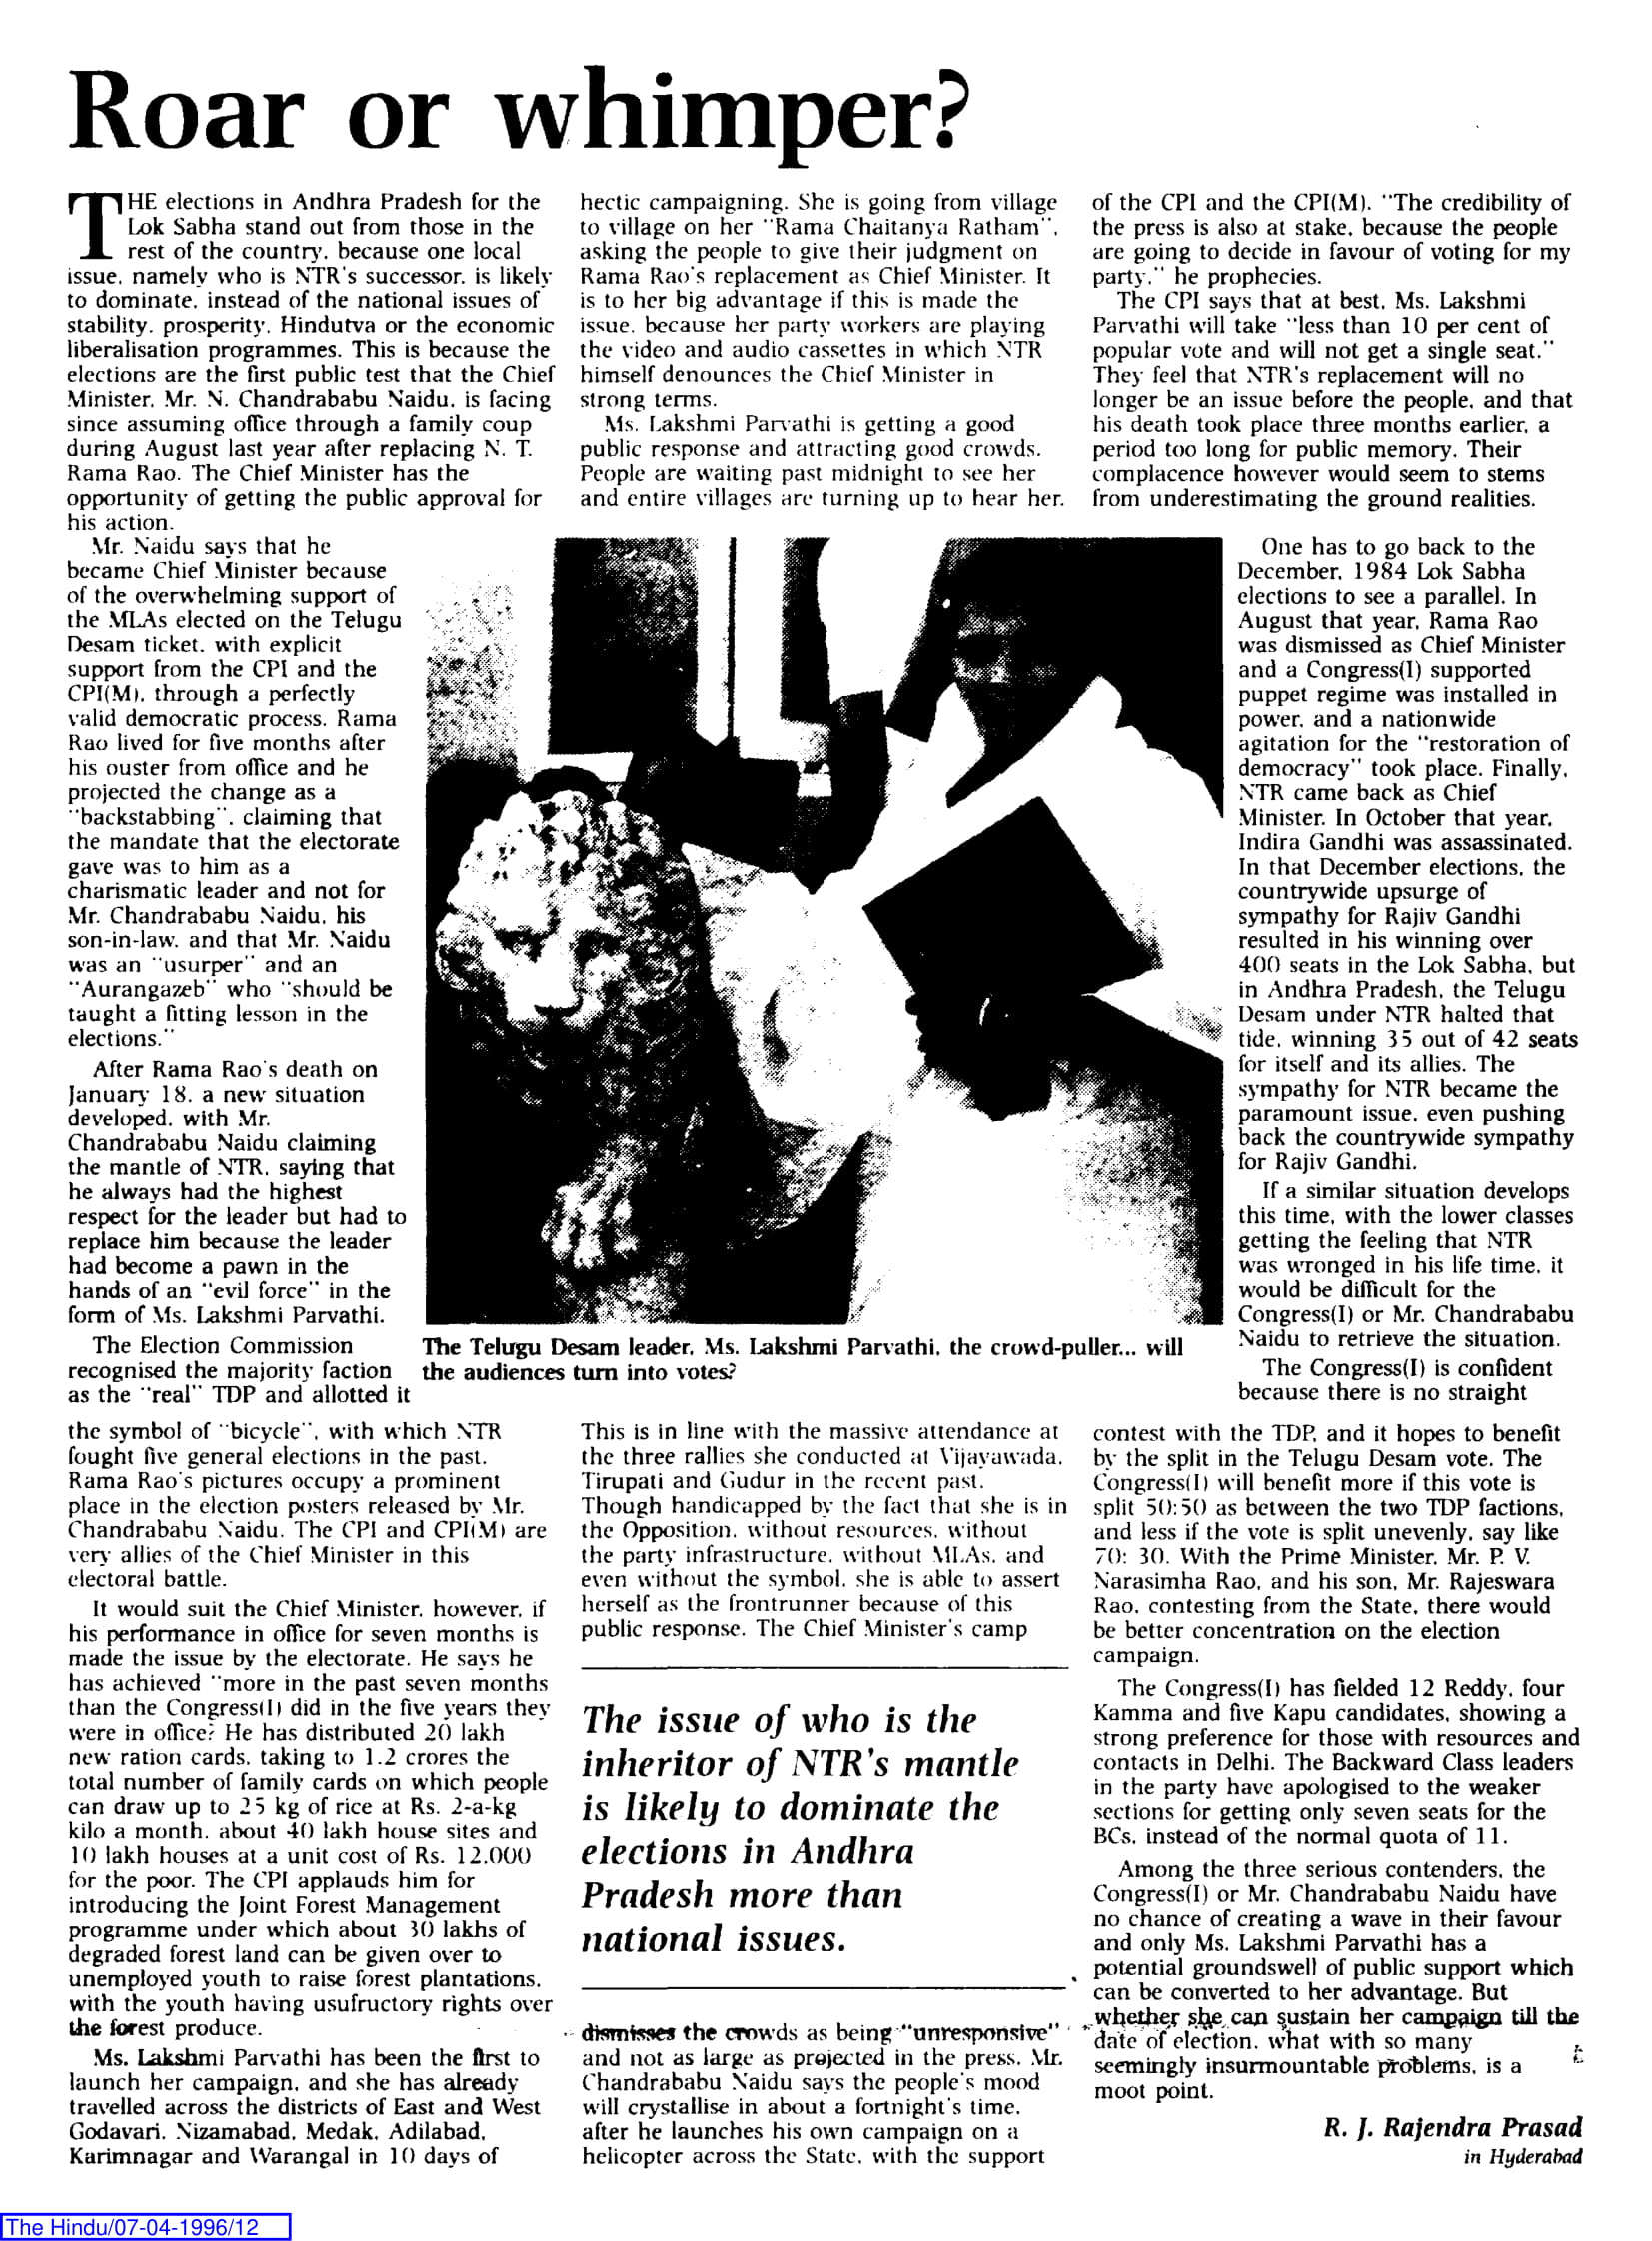 Roar or whimper?
THE elections in Andhra Pradesh for the
Lok Sabha stand out from those in the
rest of the country, because one local
issue, namely who is NTR's successor, is likely
to dominate, instead of the national issues of
stability, prosperity, Hindutva or the economic
liberalisation programmes. This is because the
elections are the first public test that the Chief
Minister, Mr. N. Chandrababu Naidu, is facing
since assuming office through a family coup
during August last year after replacing N. T.
Rama Rao. The Chief Minister has the
opportunity of getting the public approval for
his action.
Mr. Naidu says that he
became Chief Minister because
of the overwhelming support of
the MLAs elected on the Telugu
Desam ticket, with explicit
support from the CPI and the
CPI(M), through a perfectly
valid democratic process. Rama
Rao lived for five months after
his ouster from office and he
projected the change as a
"backstabbing", claiming that
the mandate that the electorate
gave was to him as a
charismatic leader and not for
Mr. Chandrababu Naidu, his
son-in-law, and that Mr. Naidu
was an "usurper" and an
"Aurangazeb" who "should be
taught a fitting lesson in the
elections."
After Rama Rao's death on
January 18, a new situation
developed, with Mr.
Chandrababu Naidu claiming
the mantle of NTR, saying that
he always had the highest
respect for the leader but had to
replace him because the leader
had become a pawn in the
hands of an "evil force" in the
form of Ms. Lakshmi Parvathi.
The Election Commission
recognised the majority faction
as the "real" TDP and allotted it
the symbol of "bicycle", with which NTR
fought five general elections in the past.
Rama Rao's pictures occupy a prominent
place in the election posters released by Mr.
Chandrababu Naidu. The CPI and CPI(M) are
very allies of the Chief Minister in this
electoral battle.
It would suit the Chief Minister, however, if
his performance in office for seven months is
made the issue by the electorate. He says he
has achieved "more in the past seven months
than the Congress(I) did in the five years they
were in office? He has distributed 20 lakh
new ration cards, taking to 1.2 crores the
total number of family cards on which people
can draw up to 25 kg of rice at Rs. 2-a-kg
kilo a month, about 40 lakh house sites and
10 lakh houses at a unit cost of Rs. 12,000
for the poor. The CPI applauds him for
introducing the Joint Forest Management
programme under which about 30 lakhs of
degraded forest land can be given over to
unemployed youth to raise forest plantations,
with the youth having usufructory rights over
the forest produce.
Ms. Lakshmi Parvathi has been the first to
launch her campaign, and she has already
travelled across the districts of East and West
Godavari, Nizamabad, Medak, Adilabad,
Karimnagar and Warangal in 10 days of
hectic campaigning. She is going from village
to village on her "Rama Chaitanya Ratham",
asking the people to give their judgment on
Rama Rao's replacement as Chief Minister. It
is to her big advantage if this is made the
issue, because her party workers are playing
the video and audio cassettes in which NTR
himself denounces the Chief Minister in
strong terms.
Ms. Lakshmi Parvathi is getting a good
public response and attracting good crowds.
People are waiting past midnight to see her
and entire villages are turning up to hear her.
The Telugu Desam leader, Ms. Lakshmi Parvathi, the crowd-puller... will
the audiences turn into votes?
This is in line with the massive attendance at
the three rallies she conducted at Vijayawada,
Tirupati and Gudur in the recent past.
Though handicapped by the fact that she is in
the Opposition, without resources, without
the party infrastructure, without MLAs, and
even without the symbol, she is able to assert
herself as the frontrunner because of this
public response. The Chief Minister's camp
The issue of who is the
inheritor of NTR's mantle
is likely to dominate the
elections in Andhra
Pradesh more than
national issues.
dismisses the crowds as being "unresponsive"
and not as large as projected in the press. Mr.
Chandrababu Naidu says the people's mood
will crystallise in about a fortnight's time,
after he launches his own campaign on a
helicopter across the State, with the support
of the CPI and the CPI(M). "The credibility of
the press is also at stake, because the people
are going to decide in favour of voting for my
party," he prophecies.
The CPI says that at best, Ms. Lakshmi
Parvathi will take "less than 10 per cent of
popular vote and will not get a single seat."
They feel that NTR's replacement will no
longer be an issue before the people, and that
his death took place three months earlier, a
period too long for public memory. Their
complacence however would seem to stems
from underestimating the ground realities.
One has to go back to the
December, 1984 Lok Sabha
elections to see a parallel. In
August that year, Rama Rao
was dismissed as Chief Minister
and a Congress(I) supported
puppet regime was installed in
power, and a nationwide
agitation for the "restoration of
democracy" took place. Finally,
NTR came back as Chief
Minister. In October that year,
Indira Gandhi was assassinated.
In that December elections, the
countrywide upsurge of
sympathy for Rajiv Gandhi
resulted in his winning over
400 seats in the Lok Sabha, but
in Andhra Pradesh, the Telugu
Desam under NTR halted that
tide, winning 35 out of 42 seats
for itself and its allies. The
sympathy for NTR became the
paramount issue, even pushing
back the countrywide sympathy
for Rajiv Gandhi.
If a similar situation develops
this time, with the lower classes
getting the feeling that NTR
was wronged in his life time, it
would be difficult for the
Congress(I) or Mr. Chandrababu
Naidu to retrieve the situation.
The Congress(I) is confident
because there is no straight
contest with the TDP, and it hopes to benefit
by the split in the Telugu Desam vote. The
Congress(I) will benefit more if this vote is
split 50:50 as between the two TDP factions,
and less if the vote is split unevenly, say like
70: 30. With the Prime Minister, Mr. P. V.
Narasimha Rao, and his son, Mr. Rajeswara
Rao, contesting from the State, there would
be better concentration on the election
campaign.
The Congress(I) has fielded 12 Reddy, four
Kamma and five Kapu candidates, showing a
strong preference for those with resources and
contacts in Delhi. The Backward Class leaders
in the party have apologised to the weaker
sections for getting only seven seats for the
BCs, instead of the normal quota of 11.
Among the three serious contenders, the
Congress(I) or Mr. Chandrababu Naidu have
no chance of creating a wave in their favour
and only Ms. Lakshmi Parvathi has a
potential groundswell of public support which
can be converted to her advantage. But
whether she can sustain her campaign till the
date of election, what with so many
seemingly insurmountable problems, is a
moot point.
R. J. Rajendra Prasad
in Hyderabad
The Hindu/07-04-1996/12